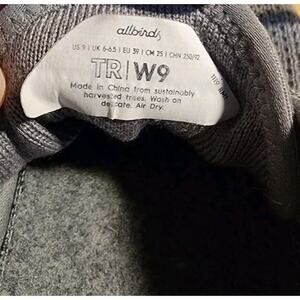 allbirds
US 9 | UK 6-6.5 | EU 39 | CM 25 | CHN 250/92
TR|W9
Made in China from sustainably
harvested trees. Wash on
delicate. Air Dry.